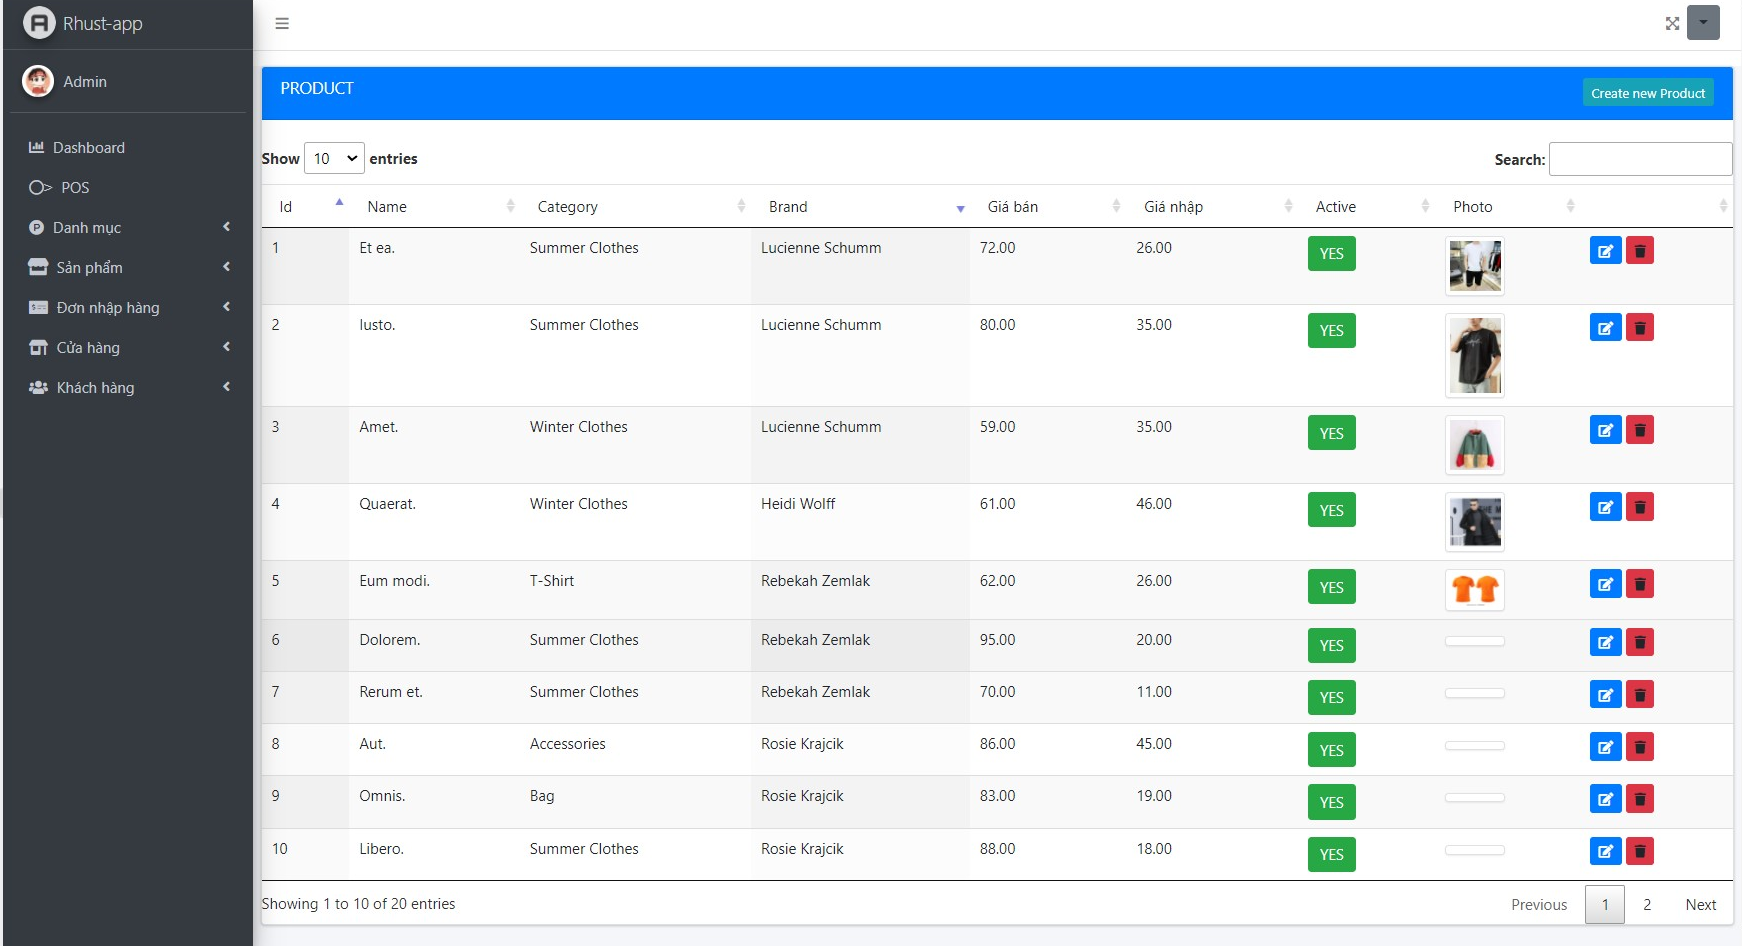 Rhust-app
Admin
Dashboard
POS
Danh mục
Sản phẩm
Đơn nhập hàng
Cửa hàng
Khách hàng
PRODUCT Create new Product
Show 10 entries Search:
Id Name Category Brand Giá bán Giá nhập Active Photo
1 Et ea. Summer Clothes Lucienne Schumm 72.00 26.00 YES
2 Iusto. Summer Clothes Lucienne Schumm 80.00 35.00 YES
3 Amet. Winter Clothes Lucienne Schumm 59.00 35.00 YES
4 Quaerat. Winter Clothes Heidi Wolff 61.00 46.00 YES
5 Eum modi. T-Shirt Rebekah Zemlak 62.00 26.00 YES
6 Dolorem. Summer Clothes Rebekah Zemlak 95.00 20.00 YES
7 Rerum et. Summer Clothes Rebekah Zemlak 70.00 11.00 YES
8 Aut. Accessories Rosie Krajcik 86.00 45.00 YES
9 Omnis. Bag Rosie Krajcik 83.00 19.00 YES
10 Libero. Summer Clothes Rosie Krajcik 88.00 18.00 YES
Showing 1 to 10 of 20 entries Previous 1 2 Next